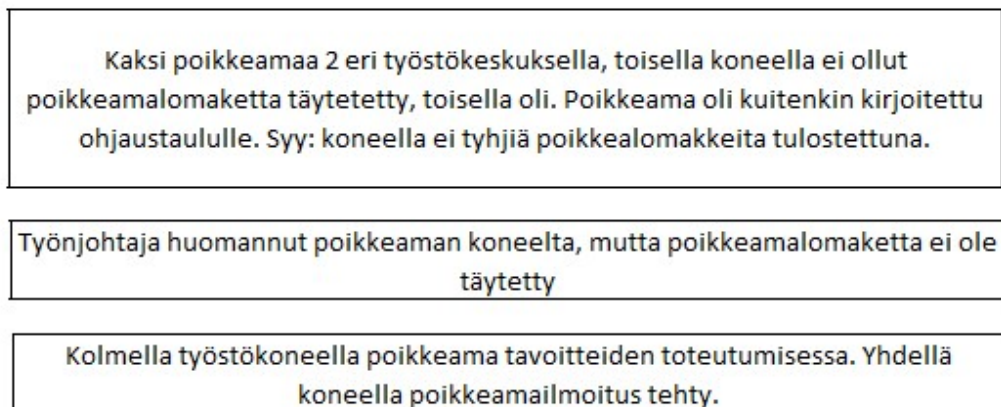 Kaksi poikkeamaa 2 eri työstökeskuksella, toisella koneella ei ollut
poikkeamalomaketta täytetetty, toisella oli. Poikkeama oli kuitenkin kirjoitettu
ohjaustaululle. Syy: koneella ei tyhjiä poikkealomakkeita tulostettuna.
Työnjohtaja huomannut poikkeaman koneelta, mutta poikkeamalomaketta ei ole
täytetty
Kolmella työstökoneella poikkeama tavoitteiden toteutumisessa. Yhdellä
koneella poikkeamailmoitus tehty.